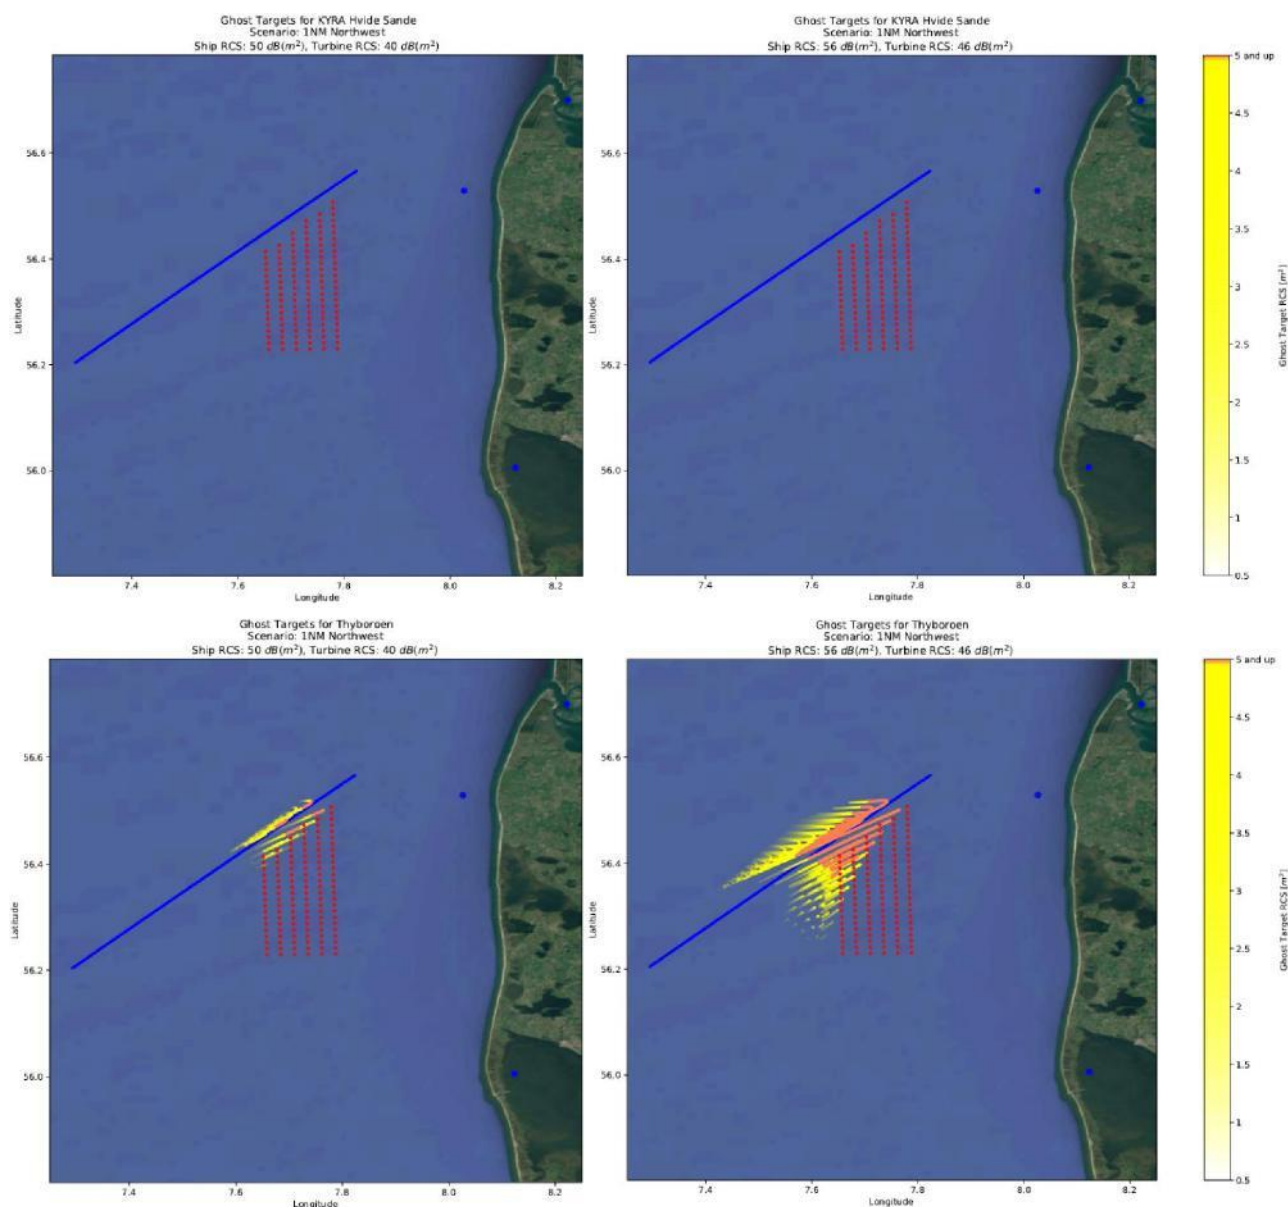 Ghost Targets for KYRA Hvide Sande
Scenario: 1NM Northwest
Ship RCS: 50 dB(m²), Turbine RCS: 40 dB(m²)
Ghost Targets for KYRA Hvide Sande
Scenario: 1NM Northwest
Ship RCS: 56 dB(m²), Turbine RCS: 46 dB(m²)
56.6
56.4
56.2
56.0
Latitude
7.4 7.6 7.8 8.0 8.2
Longitude
56.6
56.4
56.2
56.0
Latitude
7.4 7.6 7.8 8.0 8.2
Longitude
5 and up
4.5
4
3.5
3
2.5
2
1.5
1
0.5
Ghost Target RCS [m²]
Ghost Targets for Thyboroen
Scenario: 1NM Northwest
Ship RCS: 50 dB(m²), Turbine RCS: 40 dB(m²)
Ghost Targets for Thyboroen
Scenario: 1NM Northwest
Ship RCS: 56 dB(m²), Turbine RCS: 46 dB(m²)
56.6
56.4
56.2
56.0
Latitude
7.4 7.6 7.8 8.0 8.2
Longitude
56.6
56.4
56.2
56.0
Latitude
7.4 7.6 7.8 8.0 8.2
Longitude
5 and up
4.5
4
3.5
3
2.5
2
1.5
1
0.5
Ghost Target RCS [m²]